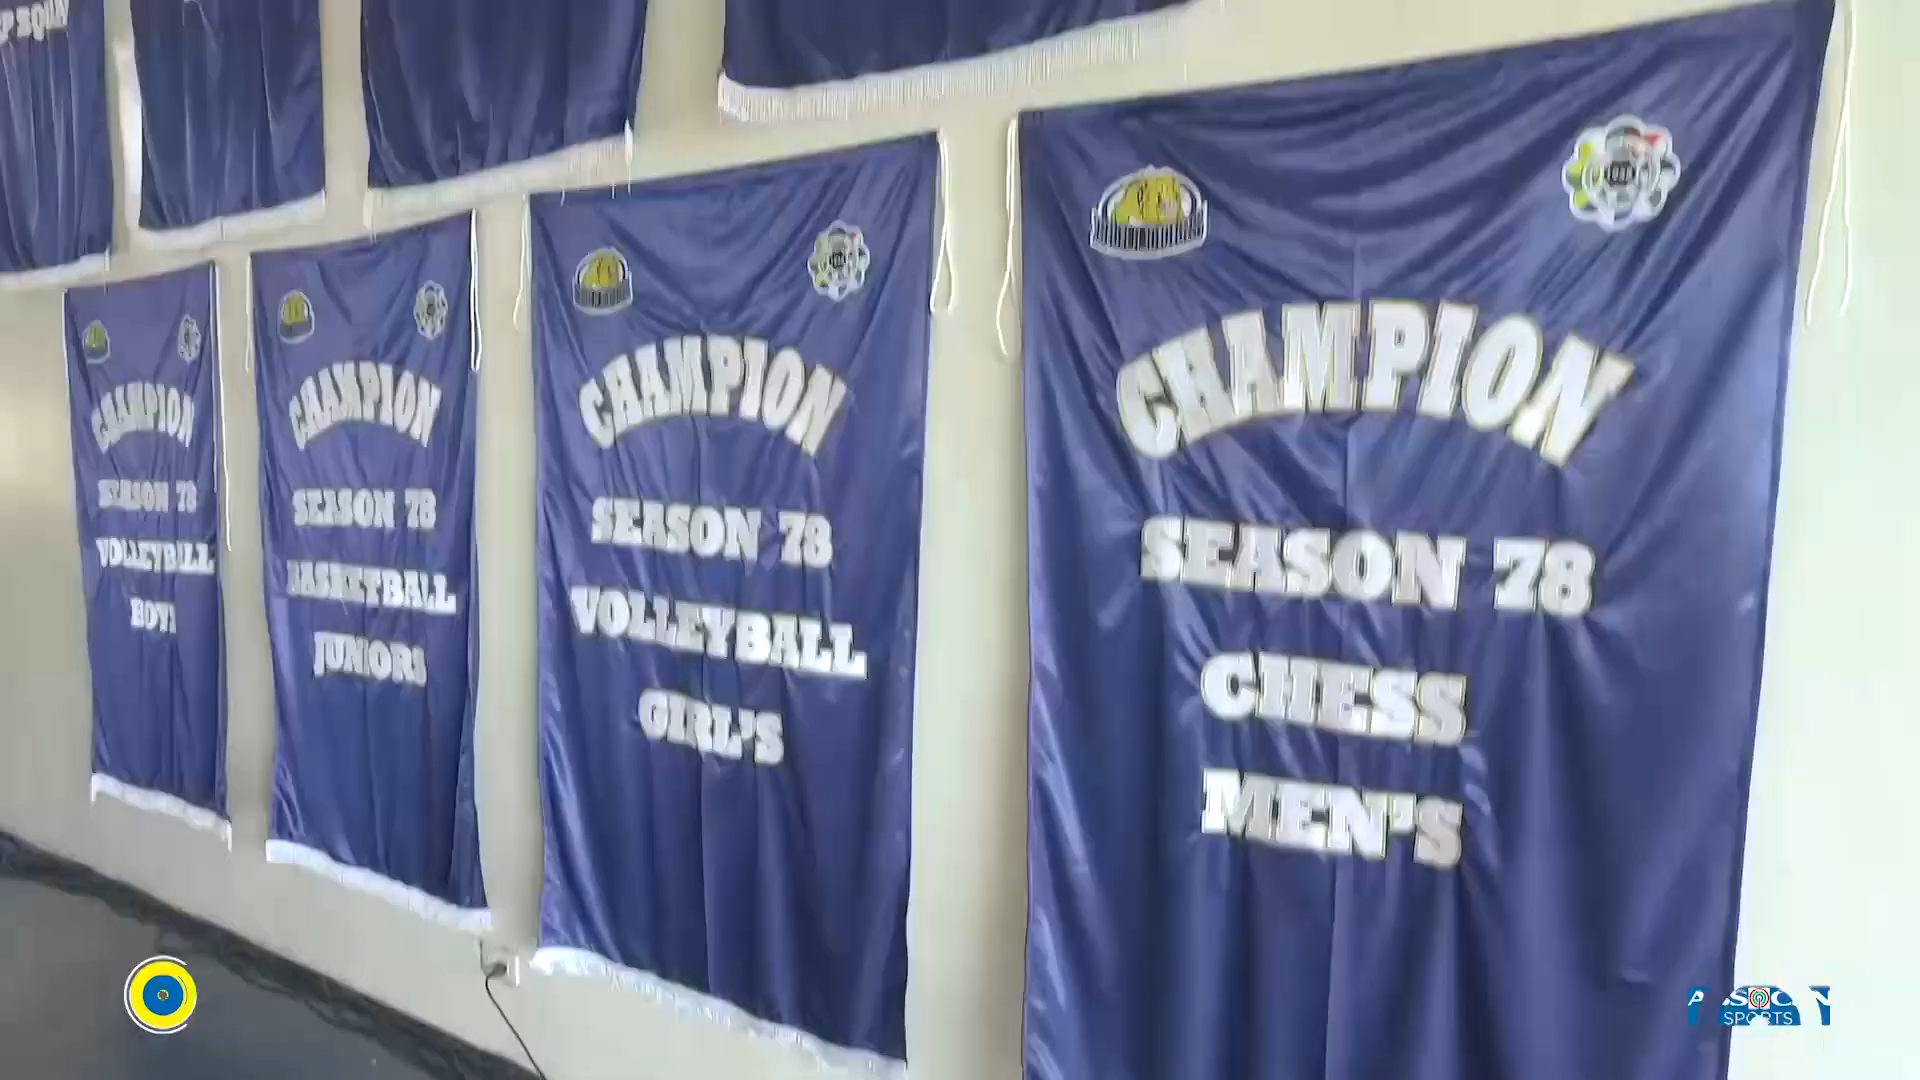 CHAMPION
SEASON 78
VOLLEYBALL
BOYS
CHAMPION
SEASON 78
BASKETBALL
JUNIORS
CHAMPION
SEASON 78
VOLLEYBALL
GIRL'S
CHAMPION
SEASON 78
CHESS
MEN'S
SPORTS